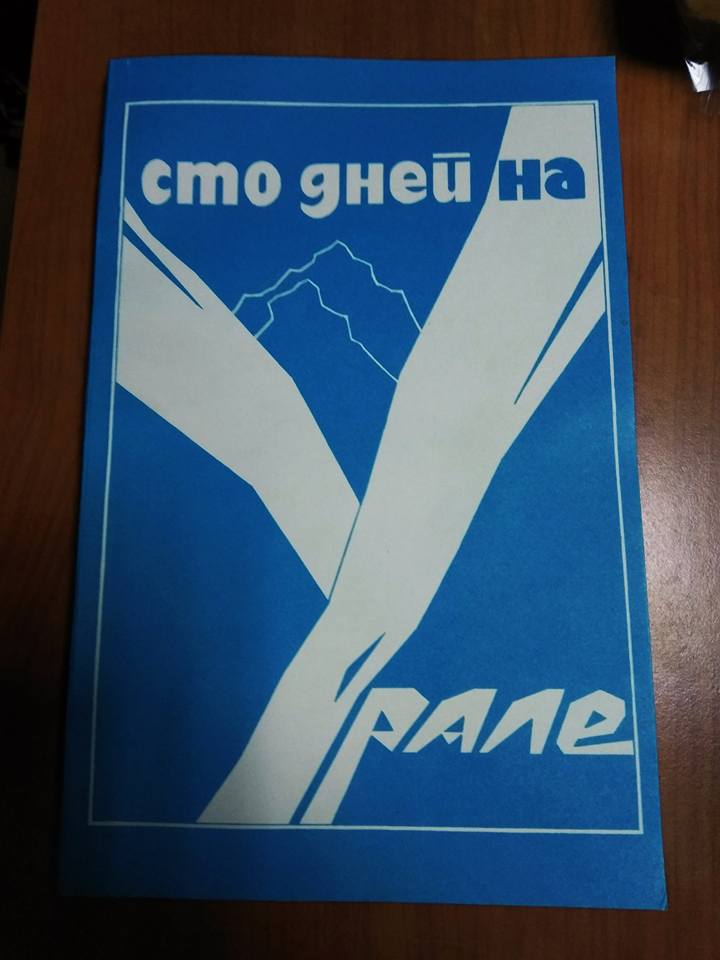 сто дней на
Урале